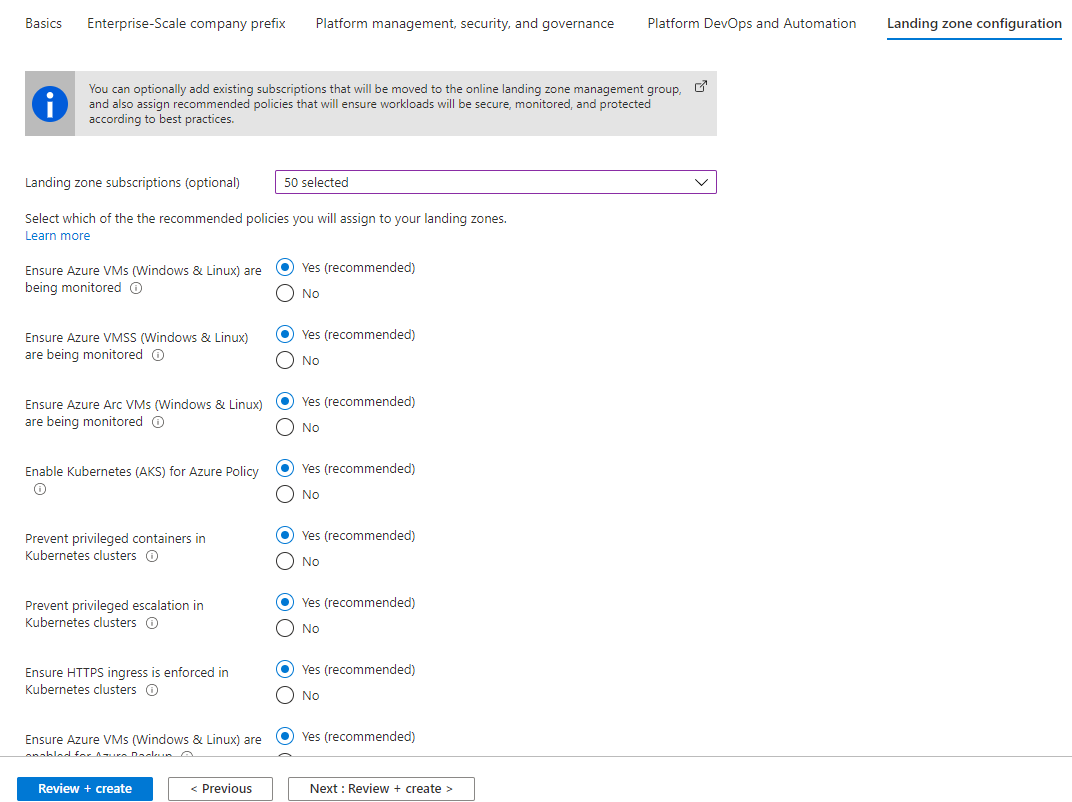 Basics
Enterprise-Scale company prefix
Platform management, security, and governance
Platform DevOps and Automation
Landing zone configuration
You can optionally add existing subscriptions that will be moved to the online landing zone management group,
and also assign recommended policies that will ensure workloads will be secure, monitored, and protected
according to best practices.
Landing zone subscriptions (optional)
50 selected
Select which of the the recommended policies you will assign to your landing zones.
Learn more
Ensure Azure VMs (Windows & Linux) are
being monitored
Yes (recommended)
No
Ensure Azure VMSS (Windows & Linux)
are being monitored
Yes (recommended)
No
Ensure Azure Arc VMs (Windows & Linux)
are being monitored
Yes (recommended)
No
Enable Kubernetes (AKS) for Azure Policy
Yes (recommended)
No
Prevent privileged containers in
Kubernetes clusters
Yes (recommended)
No
Prevent privileged escalation in
Kubernetes clusters
Yes (recommended)
No
Ensure HTTPS ingress is enforced in
Kubernetes clusters
Yes (recommended)
No
Ensure Azure VMs (Windows & Linux) are
enabled for Azure Backup
Yes (recommended)
Review + create
< Previous
Next : Review + create >